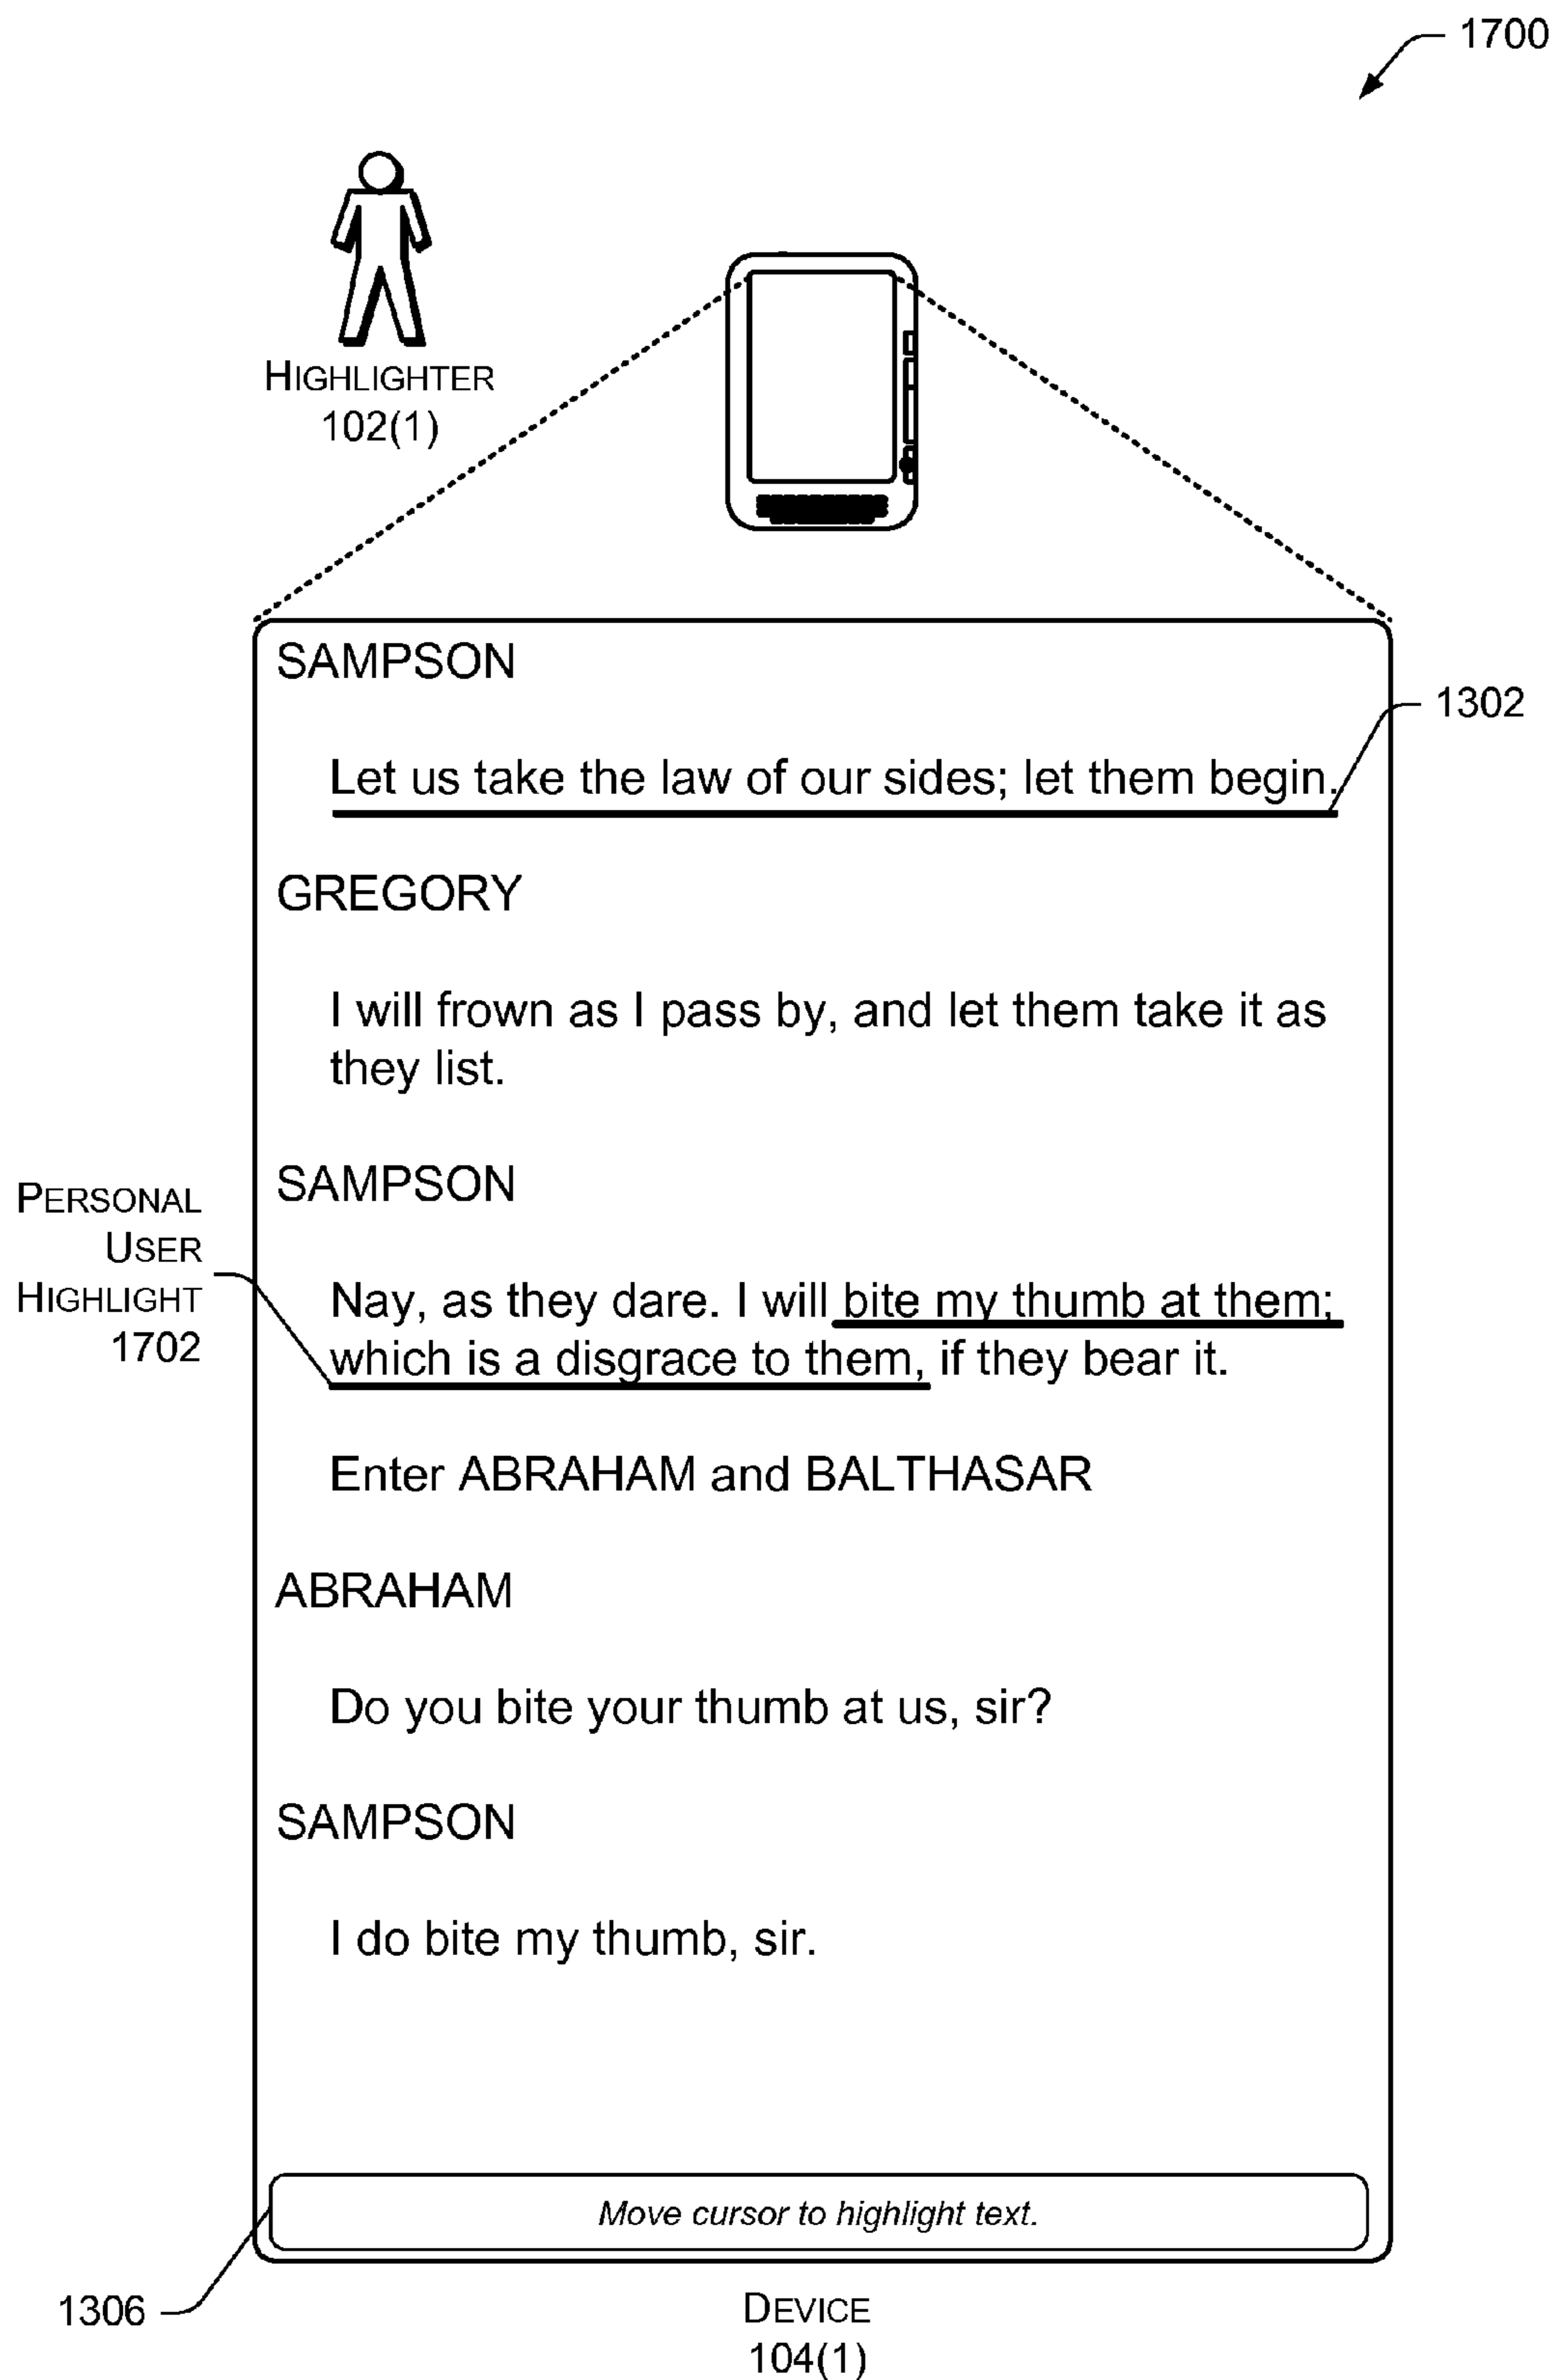 1700
HIGHLIGHTER
102(1)
SAMPSON
1302
Let us take the law of our sides; let them begin.
GREGORY
I will frown as I pass by, and let them take it as
they list.
SAMPSON
PERSONAL
USER
HIGHLIGHT
1702
Nay, as they dare. I will bite my thumb at them;
which is a disgrace to them, if they bear it.
Enter ABRAHAM and BALTHASAR
ABRAHAM
Do you bite your thumb at us, sir?
SAMPSON
I do bite my thumb, sir.
Move cursor to highlight text.
1306
DEVICE
104(1)